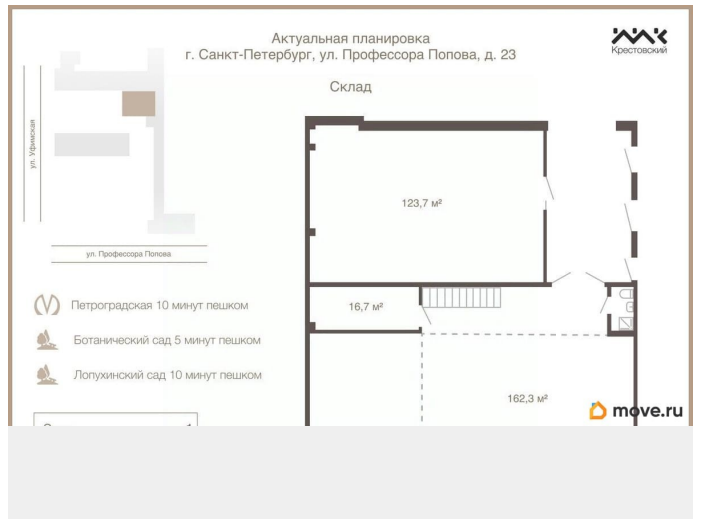 Актуальная планировка
г. Санкт-Петербург, ул. Профессора Попова, д. 23
Крестовский
Склад
ул. Уфимская
123,7 м²
ул. Профессора Попова
Петроградская 10 минут пешком
16,7 м²
Ботанический сад 5 минут пешком
Лопухинский сад 10 минут пешком
162,3 м²
move.ru